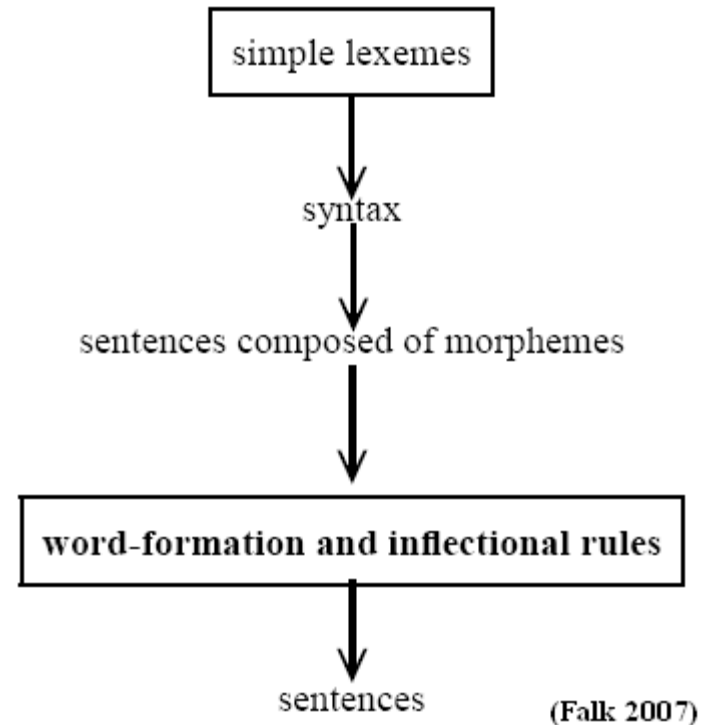 simple lexemes
syntax
sentences composed of morphemes
word-formation and inflectional rules
sentences
(Falk 2007)